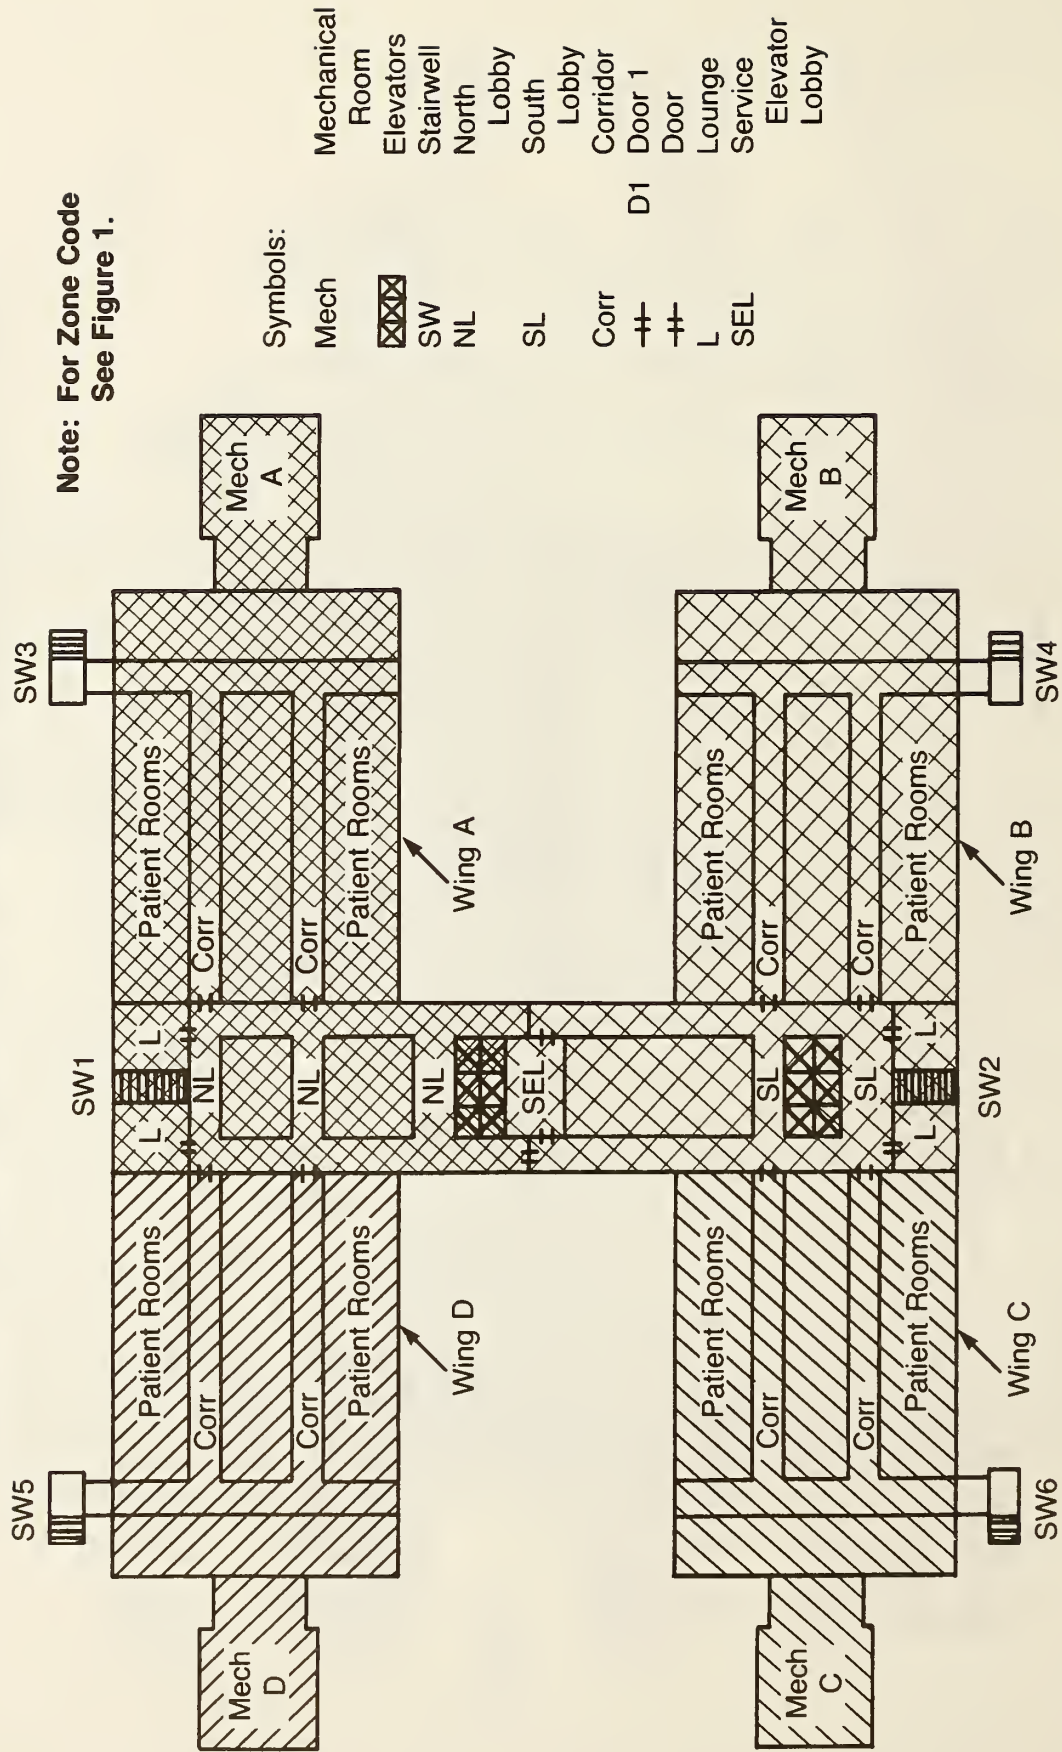 Note: For Zone Code
See Figure 1.
SW5
SW1
SW3
Patient Rooms
L
L
Patient Rooms
Corr
NL
Corr
Mech
D
Mech
A
Corr
NL
Corr
Patient Rooms
Patient Rooms
NL
Wing D
Wing A
SEL
Patient Rooms
Patient Rooms
Corr
SL
Corr
Mech
C
Mech
B
Corr
SL
Corr
Patient Rooms
L
L
Patient Rooms
SW2
Wing C
Wing B
SW6
SW4
Symbols:
Mech Mechanical
Room
Elevators
SW Stairwell
NL North
Lobby
SL South
Lobby
Corr Corridor
D1 Door 1
Door
L Lounge
SEL Service
Elevator
Lobby